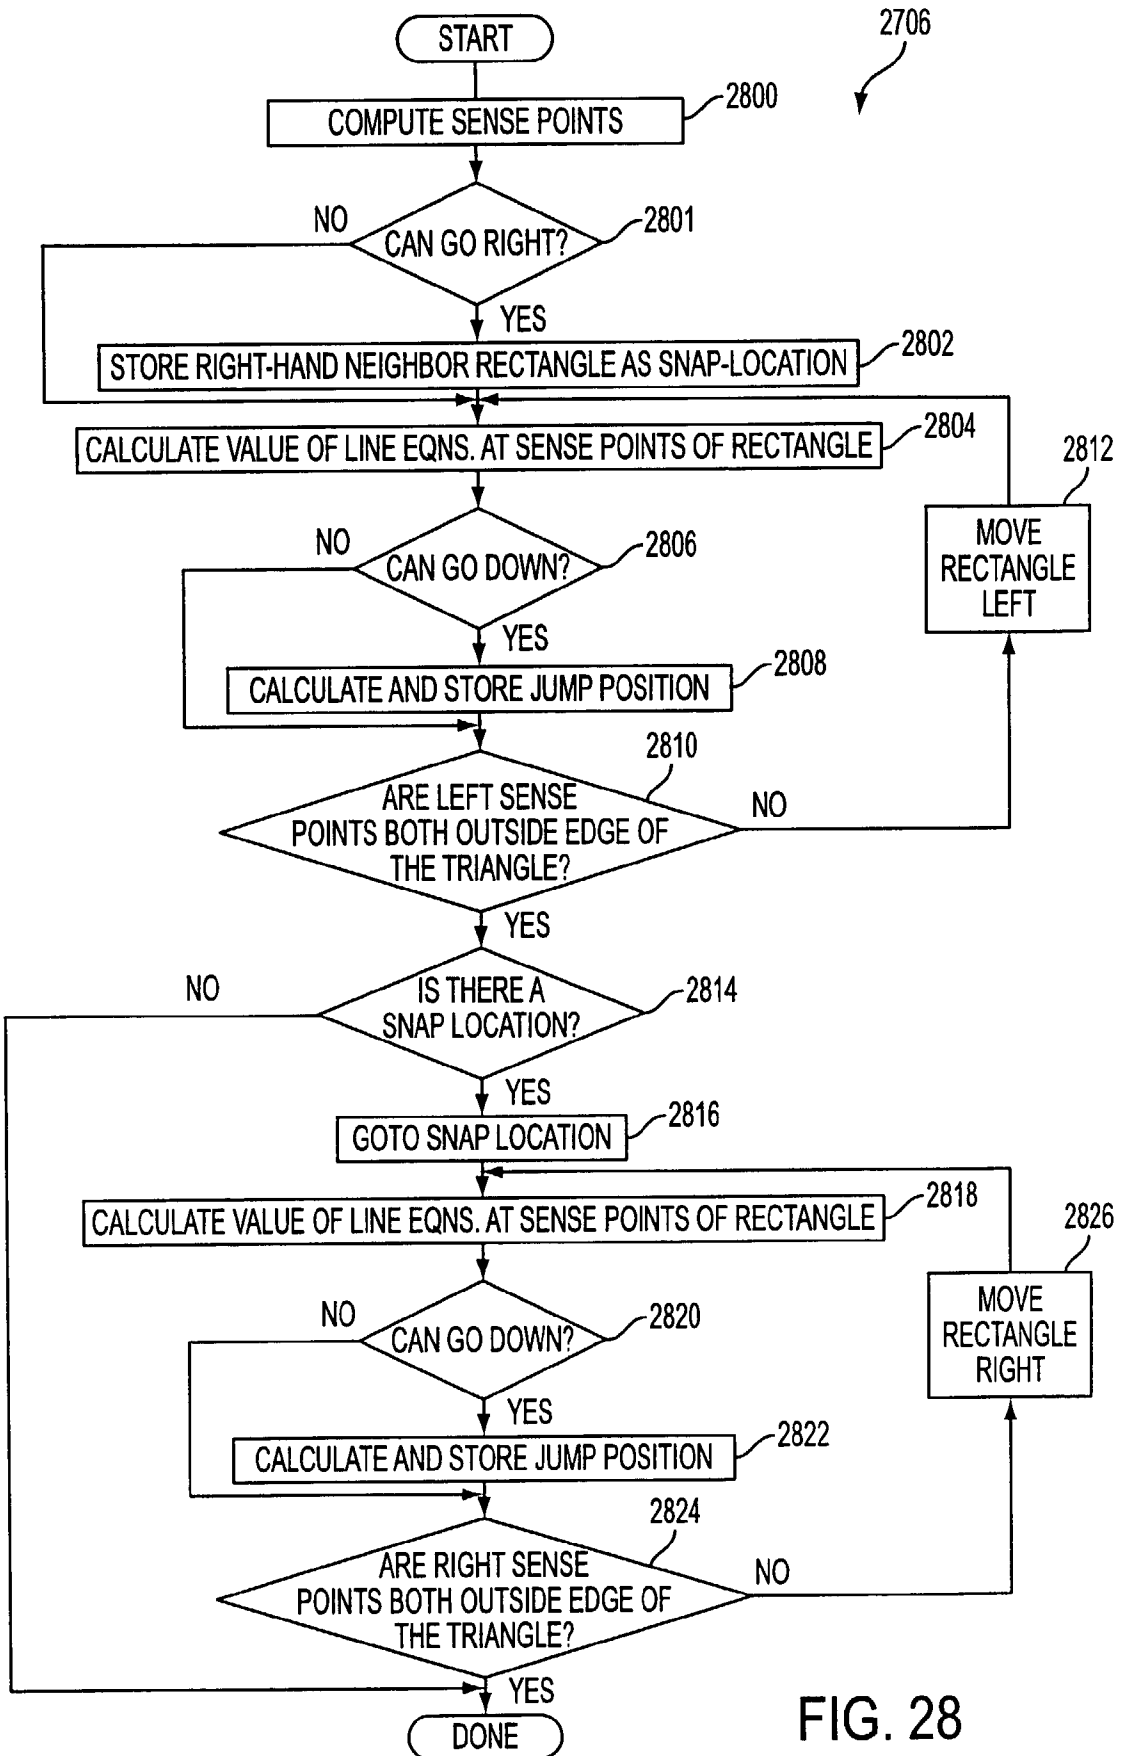 2706
START
2800
COMPUTE SENSE POINTS
NO
2801
CAN GO RIGHT?
YES
2802
STORE RIGHT-HAND NEIGHBOR RECTANGLE AS SNAP-LOCATION
2804
CALCULATE VALUE OF LINE EQNS. AT SENSE POINTS OF RECTANGLE
2812
MOVE
RECTANGLE
LEFT
NO
2806
CAN GO DOWN?
YES
2808
CALCULATE AND STORE JUMP POSITION
2810
ARE LEFT SENSE
POINTS BOTH OUTSIDE EDGE OF
THE TRIANGLE?
NO
YES
NO
2814
IS THERE A
SNAP LOCATION?
YES
2816
GOTO SNAP LOCATION
2818
CALCULATE VALUE OF LINE EQNS. AT SENSE POINTS OF RECTANGLE
2826
MOVE
RECTANGLE
RIGHT
NO
2820
CAN GO DOWN?
YES
2822
CALCULATE AND STORE JUMP POSITION
2824
ARE RIGHT SENSE
POINTS BOTH OUTSIDE EDGE OF
THE TRIANGLE?
NO
YES
DONE
FIG. 28